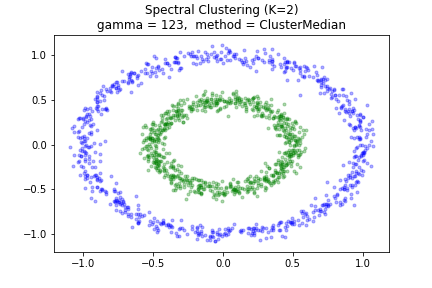 Spectral Clustering (K=2)
gamma = 123,  method = ClusterMedian
1.0
0.5
0.0
−0.5
−1.0
−1.0 −0.5 0.0 0.5 1.0